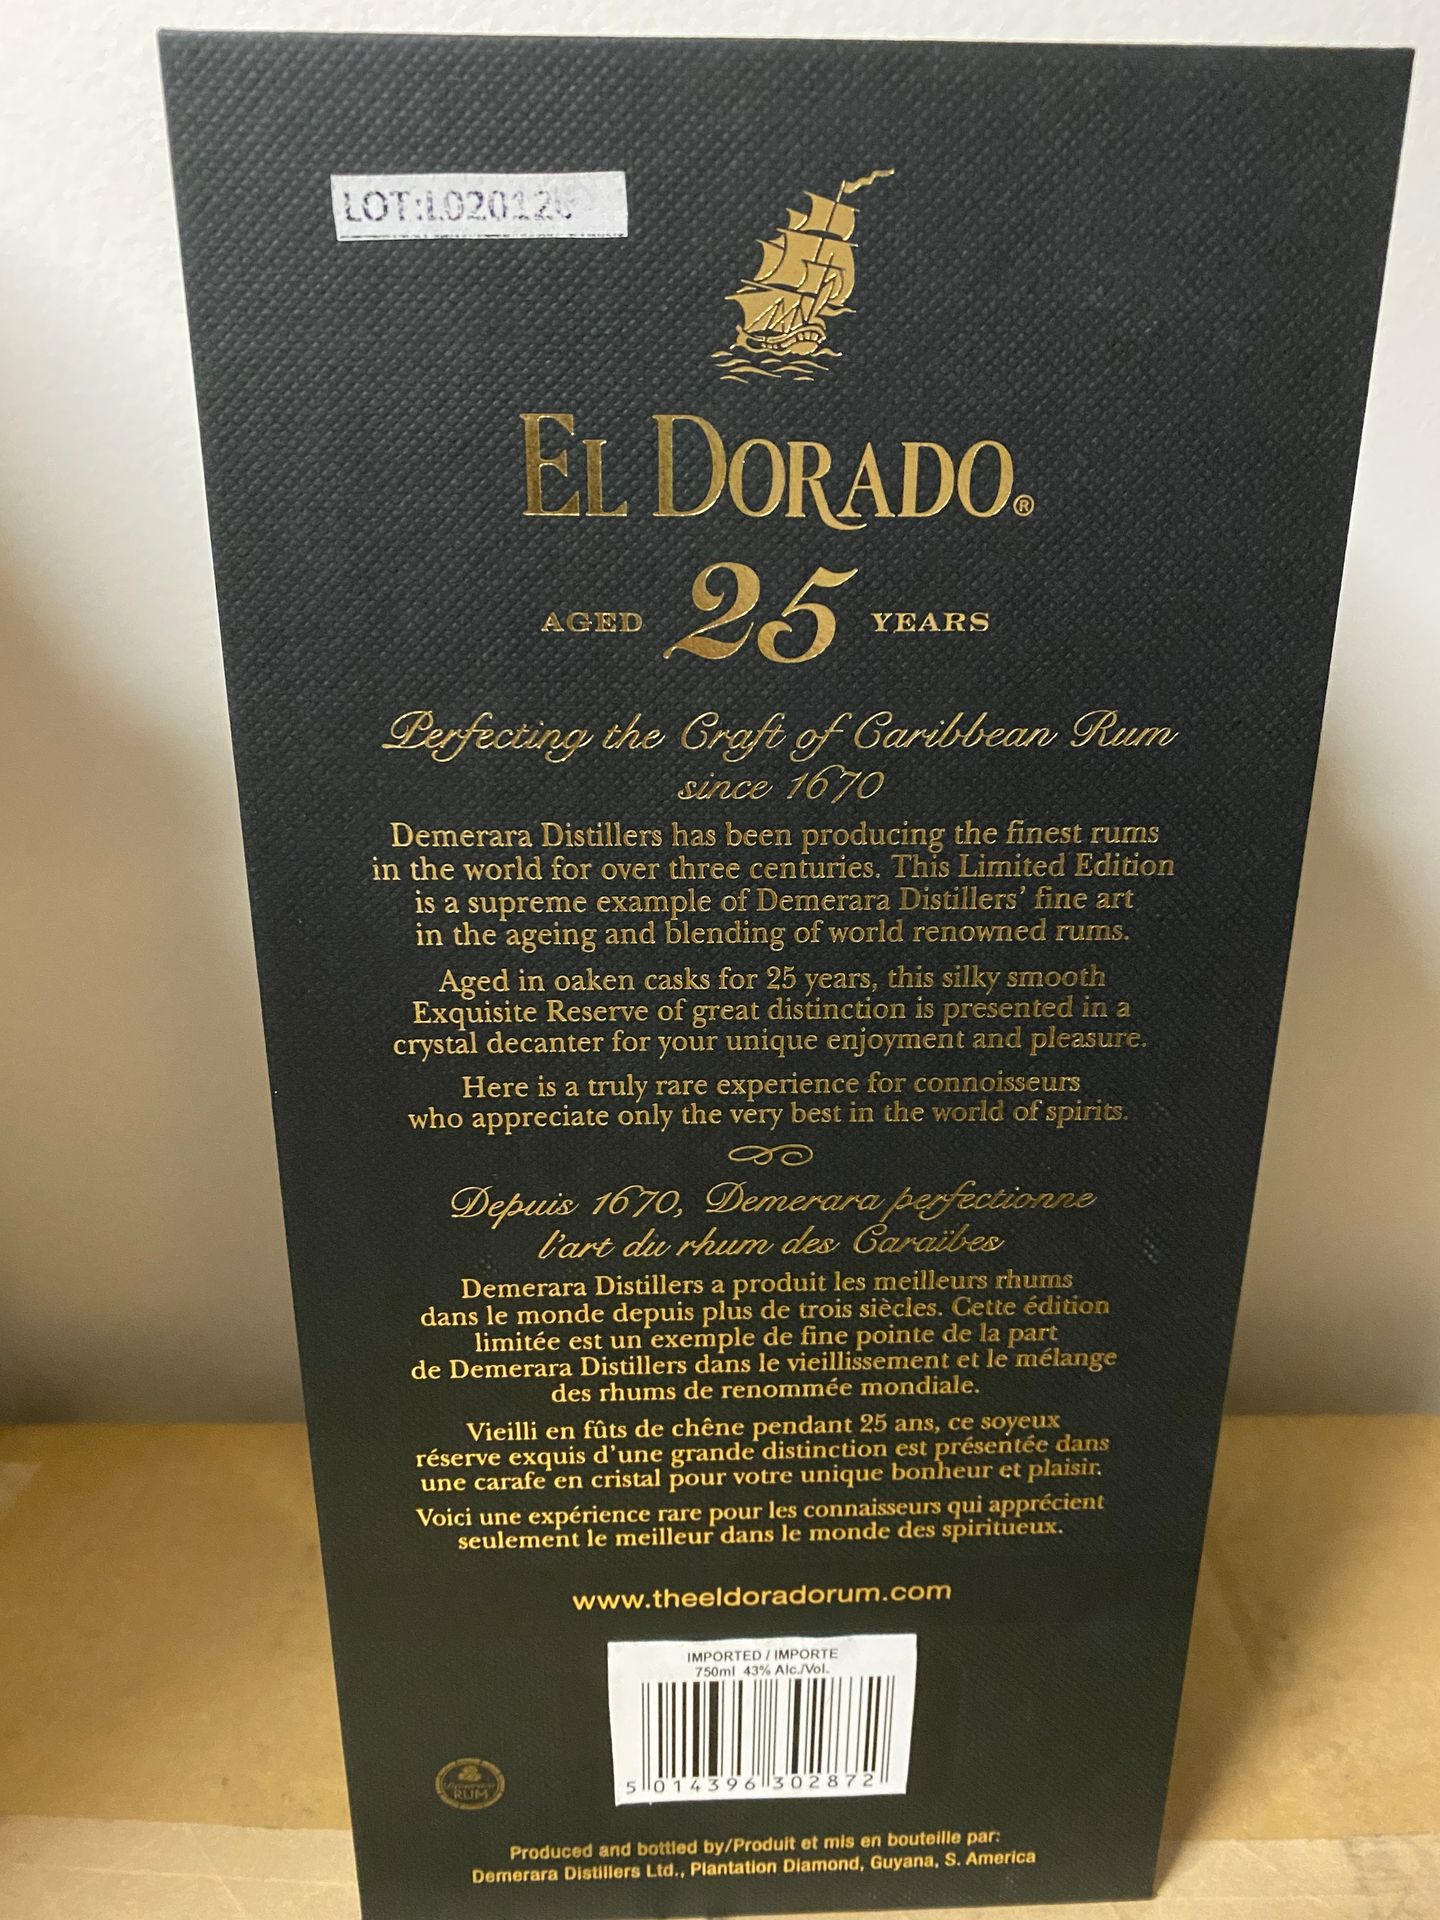 EL DORADO®
AGED 25 YEARS
Perfecting the Craft of Caribbean Rum
since 1670
Demerara Distillers has been producing the finest rums
in the world for over three centuries. This Limited Edition
is a supreme example of Demerara Distillers' fine art
in the ageing and blending of world renowned rums.
Aged in oaken casks for 25 years, this silky smooth
Exquisite Reserve of great distinction is presented in a
crystal decanter for your unique enjoyment and pleasure.
Here is a truly rare experience for connoisseurs
who appreciate only the very best in the world of spirits.
Depuis 1670, Demerara perfectionne
l'art du rhum des Caraïbes
Demerara Distillers a produit les meilleurs rhums
dans le monde depuis plus de trois siècles. Cette édition
limitée est un exemple de fine pointe de la part
de Demerara Distillers dans le vieillissement et le mélange
des rhums de renommée mondiale.
Vieilli en fûts de chêne pendant 25 ans, ce soyeux
réserve exquis d'une grande distinction est présentée dans
une carafe en cristal pour votre unique bonheur et plaisir.
Voici une expérience rare pour les connaisseurs qui apprécient
seulement le meilleur dans le monde des spiritueux.
www.theeldoradorum.com
IMPORTED / IMPORTE
750ml 43% Alc./Vol.
5 014396 302872
RUM
Produced and bottled by/Produit et mis en bouteille par:
Demerara Distillers Ltd., Plantation Diamond, Guyana, S. America